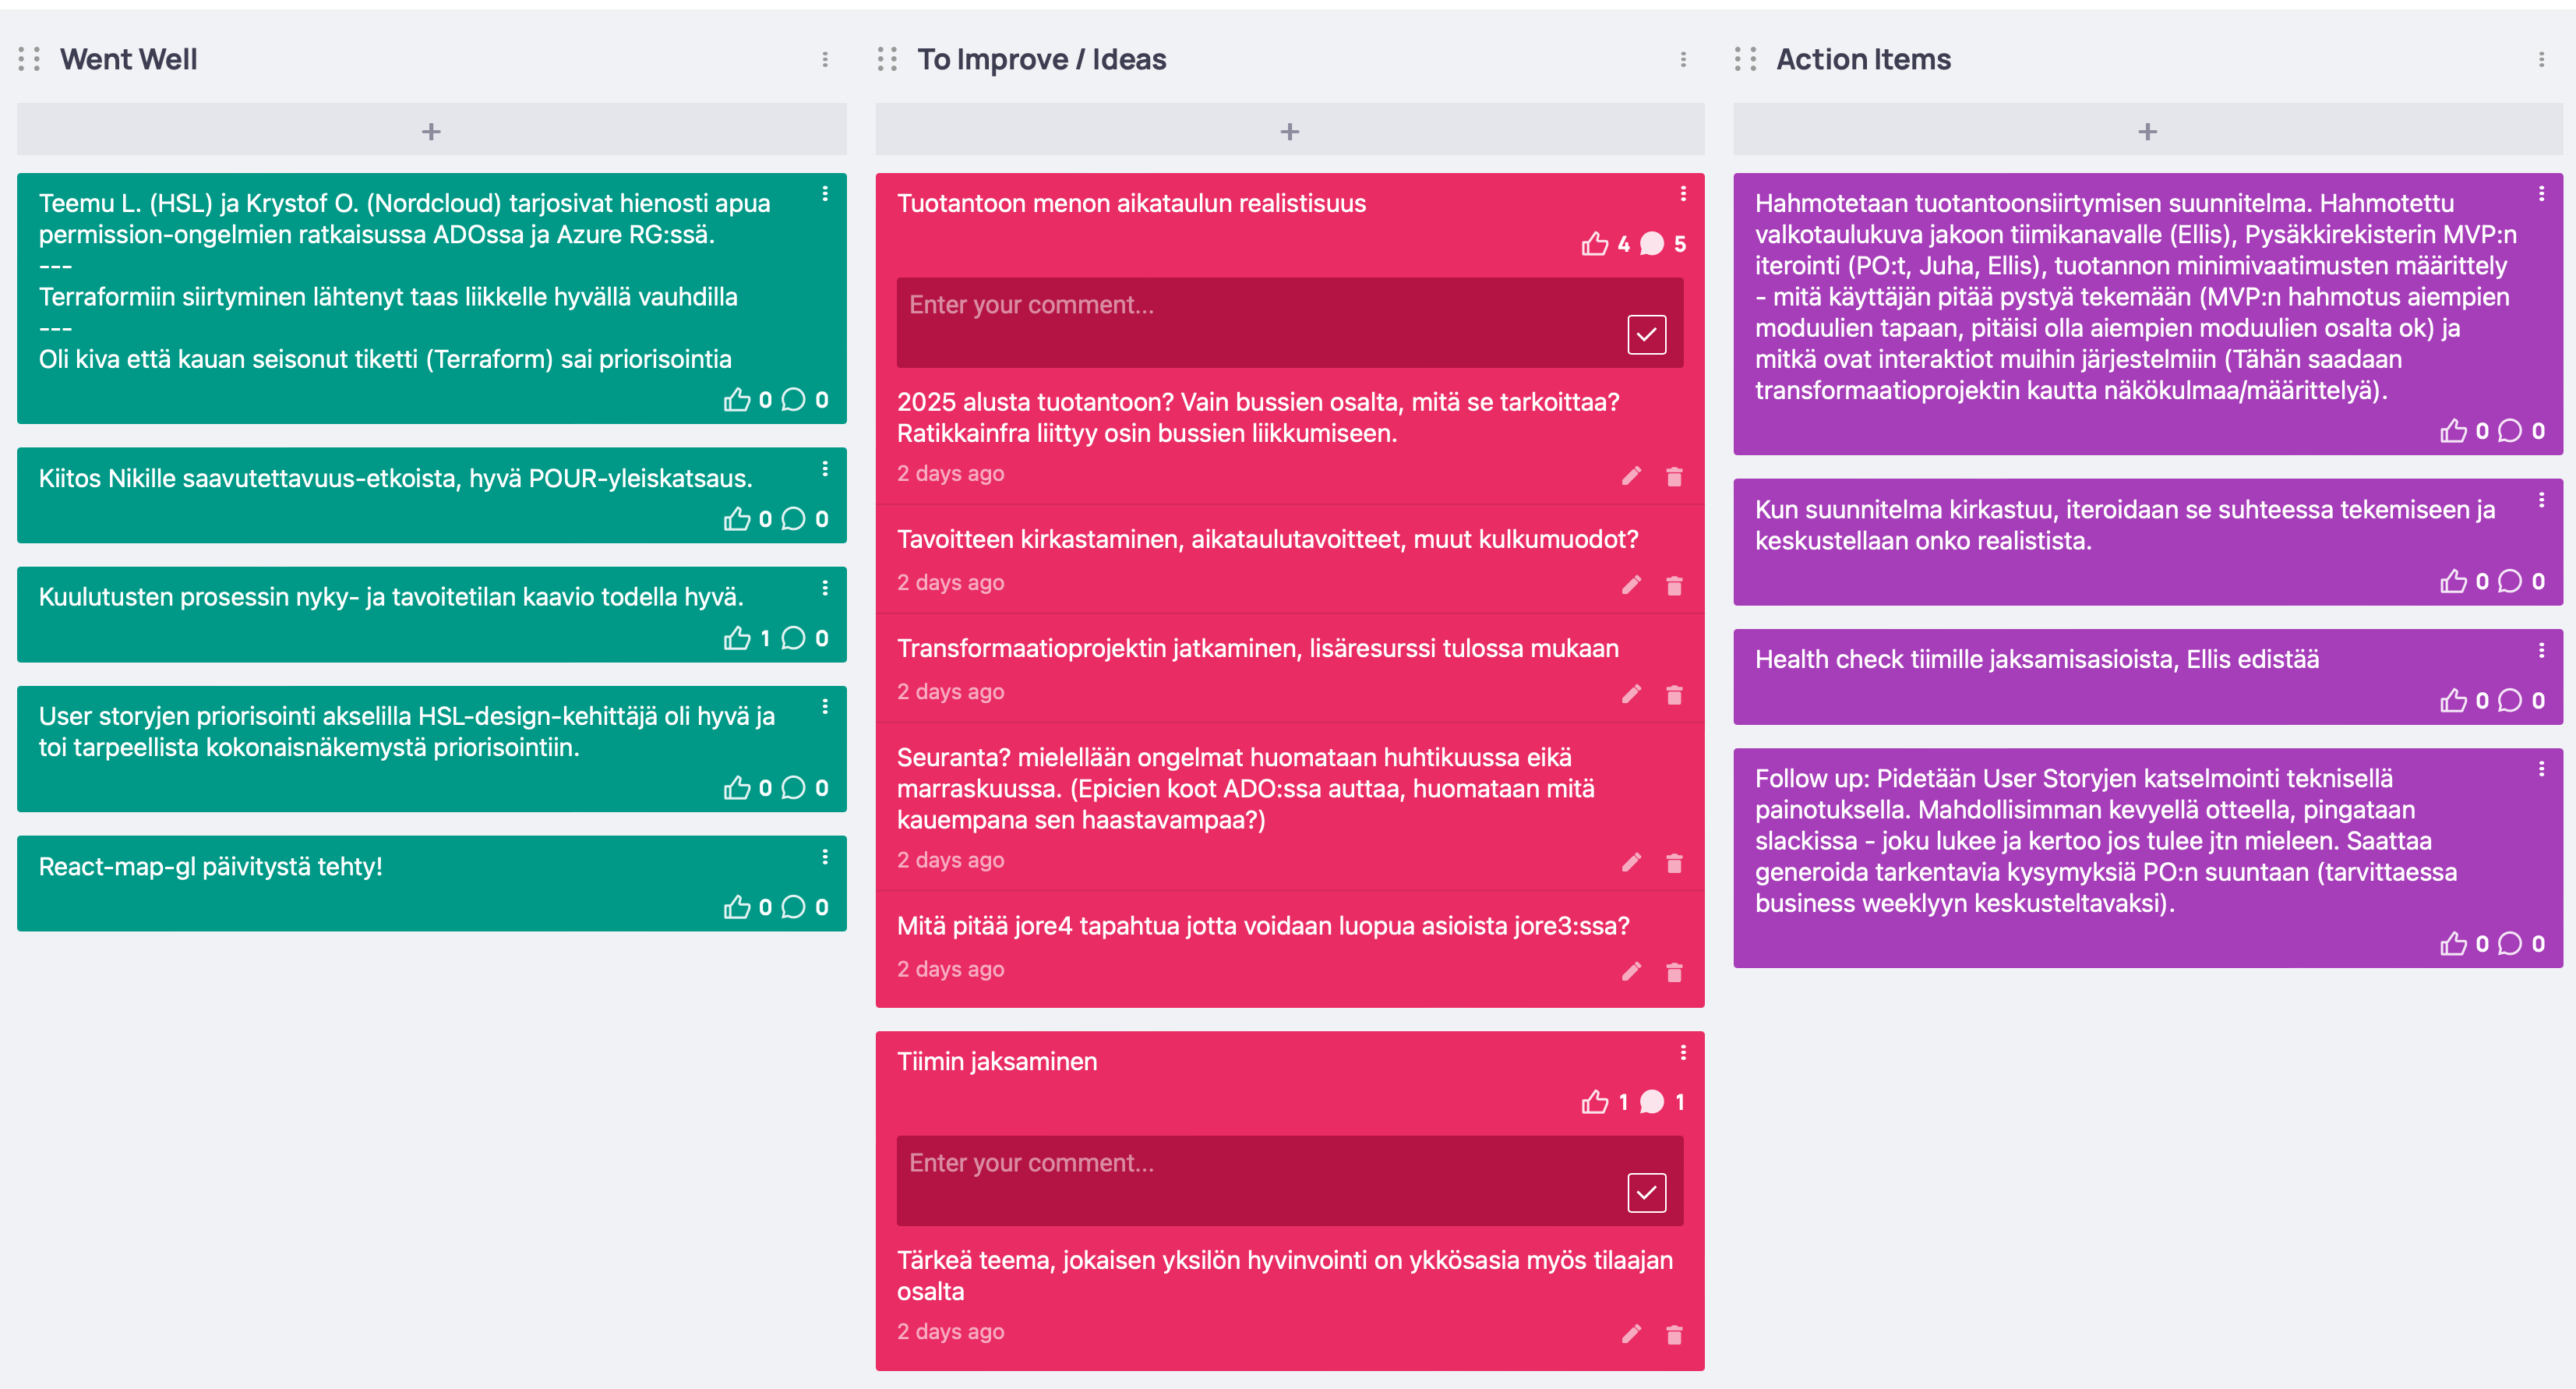 Went Well
+
Teemu L. (HSL) ja Krystof O. (Nordcloud) tarjosivat hienosti apua
permission-ongelmien ratkaisussa ADOssa ja Azure RG:ssä.
---
Terraformiin siirtyminen lähtenyt taas liikkelle hyvällä vauhdilla
---
Oli kiva että kauan seisonut tiketti (Terraform) sai priorisointia
0 0
Kiitos Nikille saavutettavuus-etkoista, hyvä POUR-yleiskatsaus.
0 0
Kuulutusten prosessin nyky- ja tavoitetilan kaavio todella hyvä.
1 0
User storyjen priorisointi akselilla HSL-design-kehittäjä oli hyvä ja
toi tarpeellista kokonaisnäkemystä priorisointiin.
0 0
React-map-gl päivitystä tehty!
0 0
To Improve / Ideas
+
Tuotantoon menon aikataulun realistisuus
4 5
Enter your comment...
2025 alusta tuotantoon? Vain bussien osalta, mitä se tarkoittaa?
Ratikkainfra liittyy osin bussien liikkumiseen.
2 days ago
Tavoitteen kirkastaminen, aikataulutavoitteet, muut kulkumuodot?
2 days ago
Transformaatioprojektin jatkaminen, lisäresurssi tulossa mukaan
2 days ago
Seuranta? mielellään ongelmat huomataan huhtikuussa eikä
marraskuussa. (Epicien koot ADO:ssa auttaa, huomataan mitä
kauempana sen haastavampaa?)
2 days ago
Mitä pitää jore4 tapahtua jotta voidaan luopua asioista jore3:ssa?
2 days ago
Tiimin jaksaminen
1 1
Enter your comment...
Tärkeä teema, jokaisen yksilön hyvinvointi on ykkösasia myös tilaajan
osalta
2 days ago
Action Items
+
Hahmotetaan tuotantoonsiirtymisen suunnitelma. Hahmotettu
valkotaulukuva jakoon tiimikanavalle (Ellis), Pysäkkirekisterin MVP:n
iterointi (PO:t, Juha, Ellis), tuotannon minimivaatimusten määrittely
- mitä käyttäjän pitää pystyä tekemään (MVP:n hahmotus aiempien
moduulien tapaan, pitäisi olla aiempien moduulien osalta ok) ja
mitkä ovat interaktiot muihin järjestelmiin (Tähän saadaan
transformaatioprojektin kautta näkökulmaa/määrittelyä).
0 0
Kun suunnitelma kirkastuu, iteroidaan se suhteessa tekemiseen ja
keskustellaan onko realistista.
0 0
Health check tiimille jaksamisasioista, Ellis edistää
0 0
Follow up: Pidetään User Storyjen katselmointi teknisellä
painotuksella. Mahdollisimman kevyellä otteella, pingataan
slackissa - joku lukee ja kertoo jos tulee jtn mieleen. Saattaa
generoida tarkentavia kysymyksiä PO:n suuntaan (tarvittaessa
business weeklyyn keskusteltavaksi).
0 0